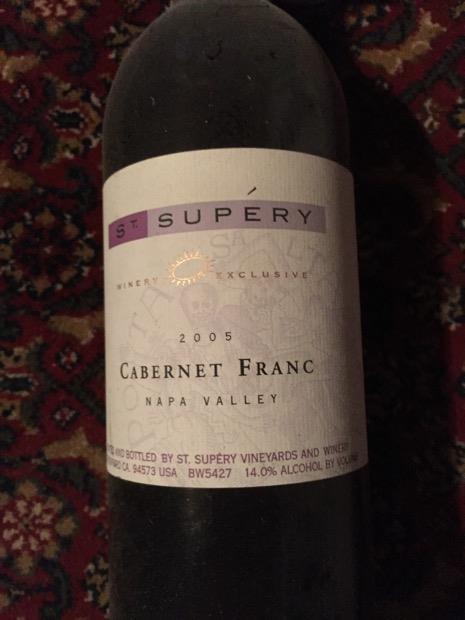 ST. SUPÉRY
WINERY EXCLUSIVE
2005
CABERNET FRANC
NAPA VALLEY
AND BOTTLED BY ST. SUPÉRY VINEYARDS AND WINERY
CA. 94573 USA BW5427 14.0% ALCOHOL BY VOLUME